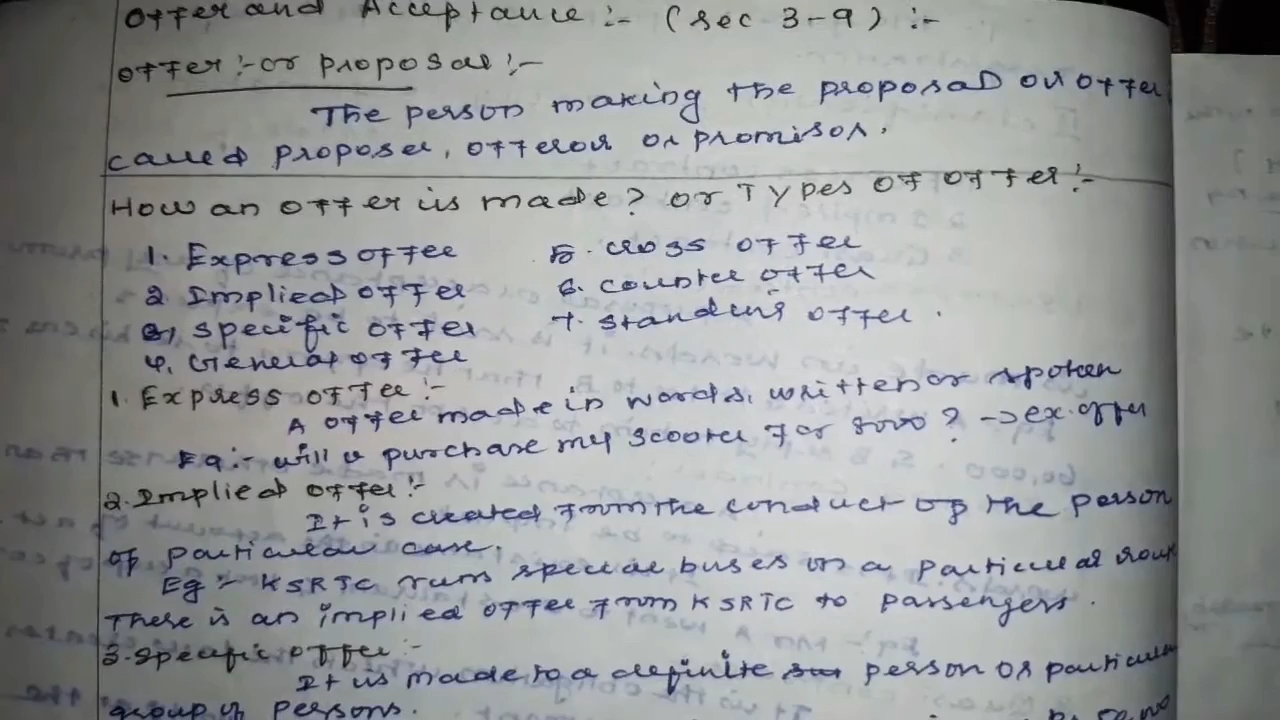 Offer and Acceptance :- (sec 3-9) :-
Offer :- or proposal :-
The person making the proposal or offer
called proposer, offeror or promisor.
How an offer is made? or Types of offer :-
1. Express offer
5. cross offer
2. Implied offer
6. counter offer
3, specific offer
7. standing offer.
4, General offer
1. Express offer :-
A offer made in words, written or spoken
Eg :- will u purchase my scooter for 8000? -> ex. offer
2. Implied offer :-
It is created from the conduct of the person
of particular case.
Eg :- KSRTC runs special buses on a particular
There is an implied offer from KSRTC to passengers.
3. Specific offer :-
It is made to a definite person or particular
group of persons.